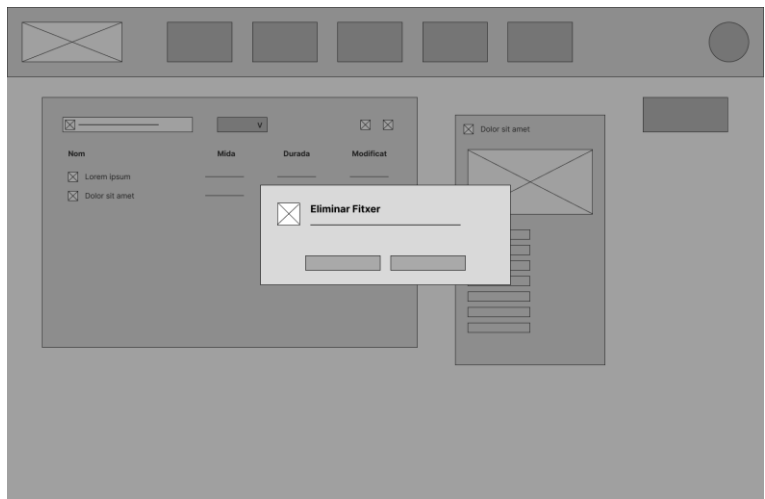 V
Dolor sit amet
Nom Mida Durada Modificat
Lorem ipsum
Dolor sit amet
Eliminar Fitxer